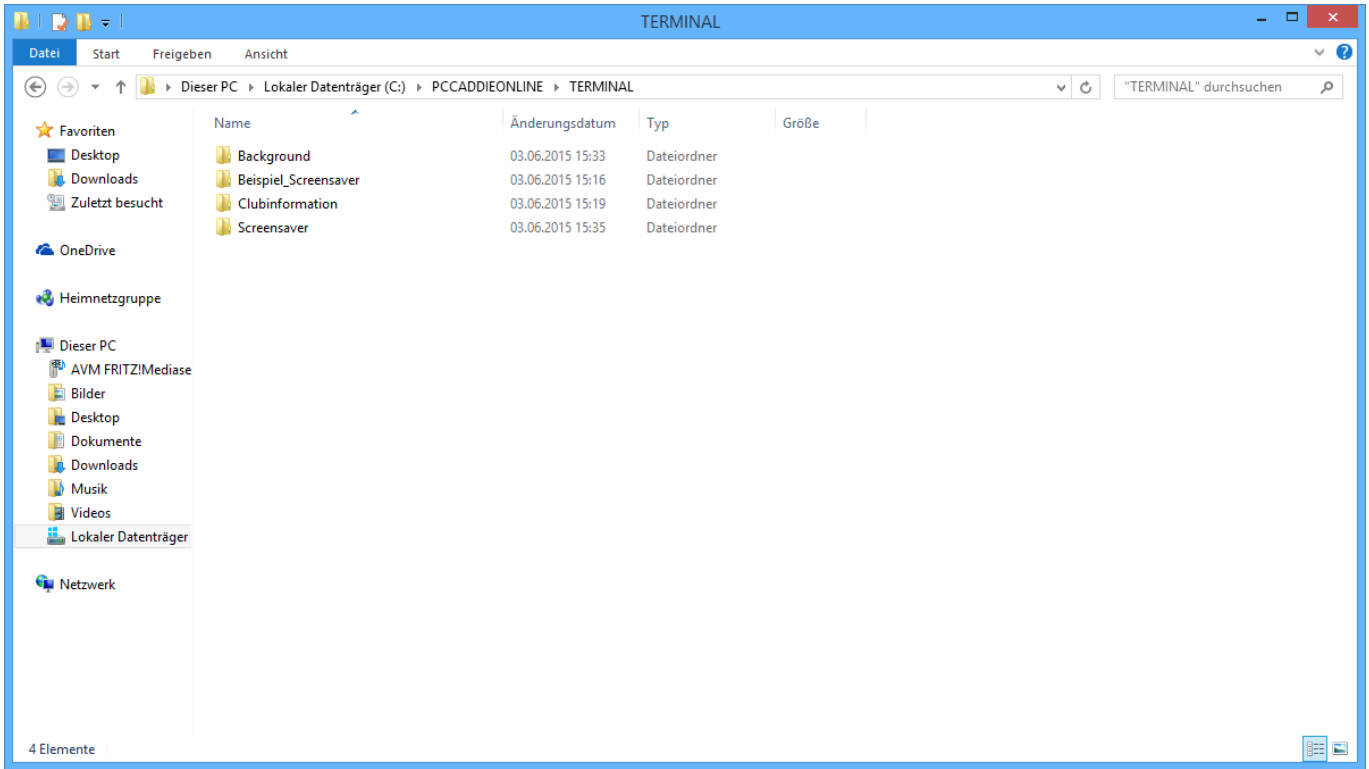 TERMINAL
Datei Start Freigeben Ansicht
Dieser PC Lokaler Datenträger (C:) PCCADDIEONLINE TERMINAL "TERMINAL" durchsuchen
Favoriten
Desktop
Downloads
Zuletzt besucht
OneDrive
Heimnetzgruppe
Dieser PC
AVM FRITZ!Mediase
Bilder
Desktop
Dokumente
Downloads
Musik
Videos
Lokaler Datenträger
Netzwerk
Name Änderungsdatum Typ Größe
Background 03.06.2015 15:33 Dateiordner
Beispiel_Screensaver 03.06.2015 15:16 Dateiordner
Clubinformation 03.06.2015 15:19 Dateiordner
Screensaver 03.06.2015 15:35 Dateiordner
4 Elemente